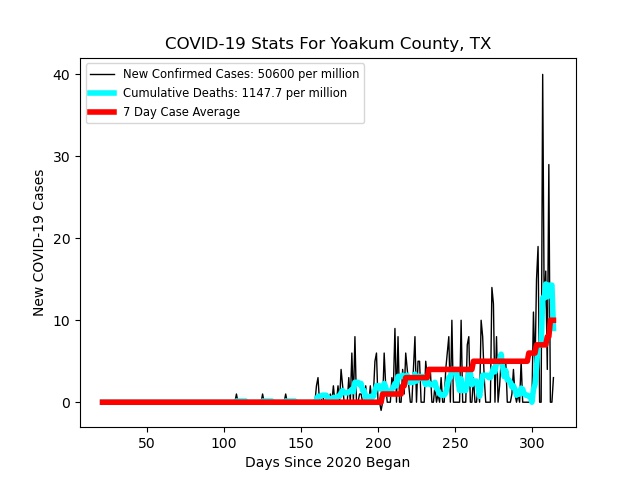 COVID-19 Stats For Yoakum County, TX
New Confirmed Cases: 50600 per million
Cumulative Deaths: 1147.7 per million
7 Day Case Average
New COVID-19 Cases
40
30
20
10
0
50 100 150 200 250 300
Days Since 2020 Began